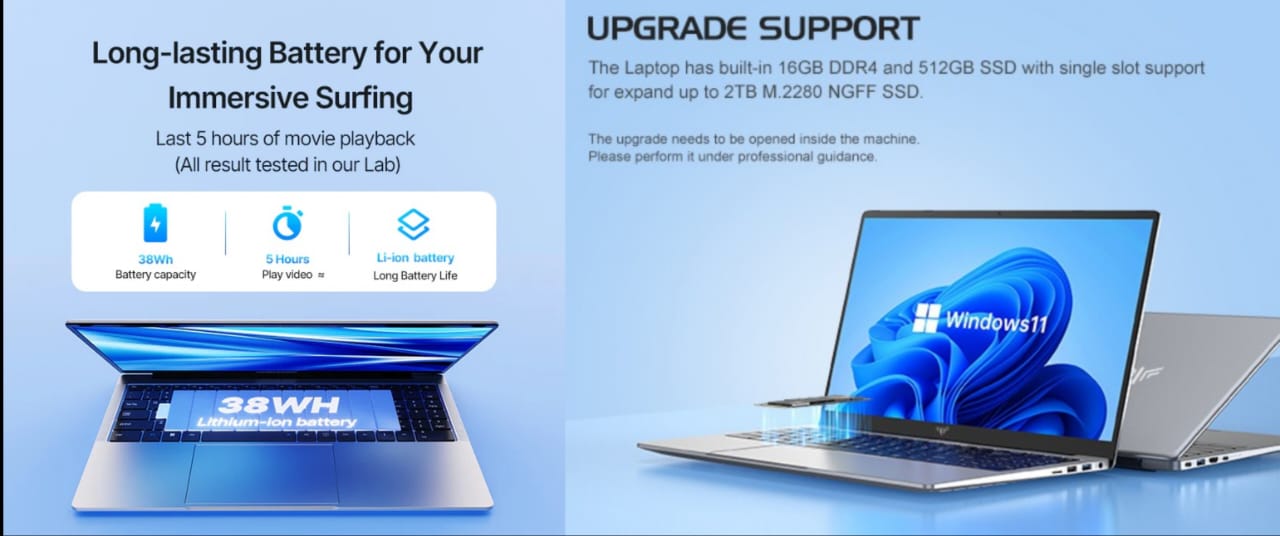 Long-lasting Battery for Your
Immersive Surfing
Last 5 hours of movie playback
(All result tested in our Lab)
38Wh
Battery capacity
5 Hours
Play video ≈
Li-ion battery
Long Battery Life
38WH
Lithium-ion battery
UPGRADE SUPPORT
The Laptop has built-in 16GB DDR4 and 512GB SSD with single slot support
for expand up to 2TB M.2280 NGFF SSD.
The upgrade needs to be opened inside the machine.
Please perform it under professional guidance.
Windows11